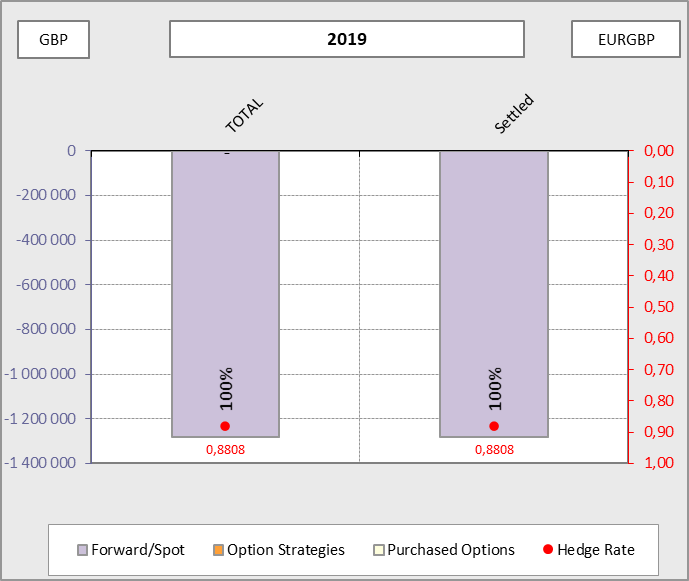 GBP
2019
EURGBP
TOTAL
Settled
0
-200 000
-400 000
-600 000
-800 000
-1 000 000
-1 200 000
-1 400 000
0,00
0,10
0,20
0,30
0,40
0,60
0,70
0,80
0,90
1,00
100%
100%
0,8808
0,8808
Forward/Spot
Option Strategies
Purchased Options
Hedge Rate